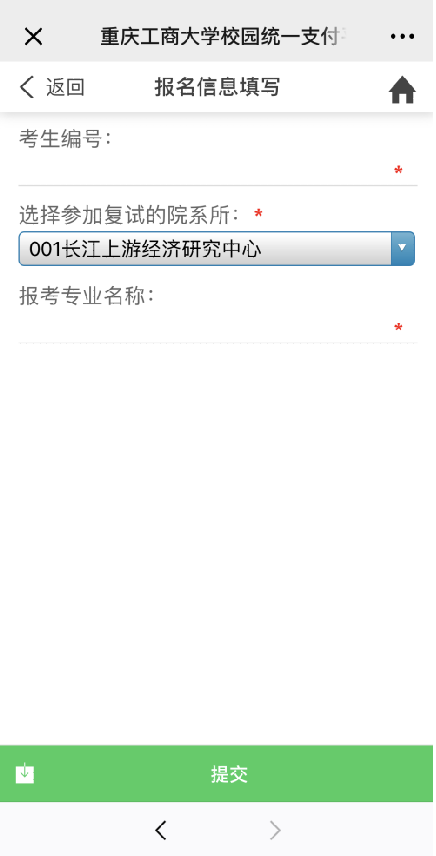 重庆工商大学校园统一支付
返回 报名信息填写
考生编号：
*
选择参加复试的院系所：*
001长江上游经济研究中心
报考专业名称：
*
提交